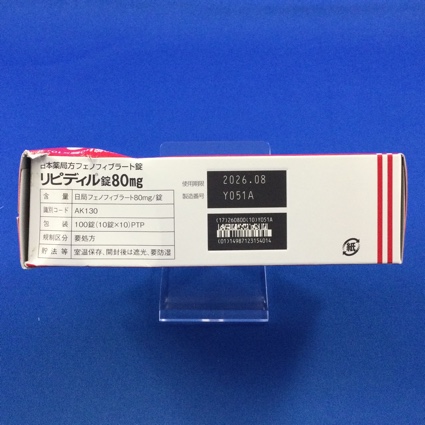 日本薬局方フェノフィブラート錠
リピディル錠80mg
含 量 日局フェノフィブラート80mg/錠
識別コード AK130
包 装 100錠(10錠×10)PTP
規制区分 要処方
貯法等 室温保存、開封後は遮光、要防湿
使用期限 2026.08
製造番号 Y051A
(17)260800(10)Y051A
(01)14987123154054
紙